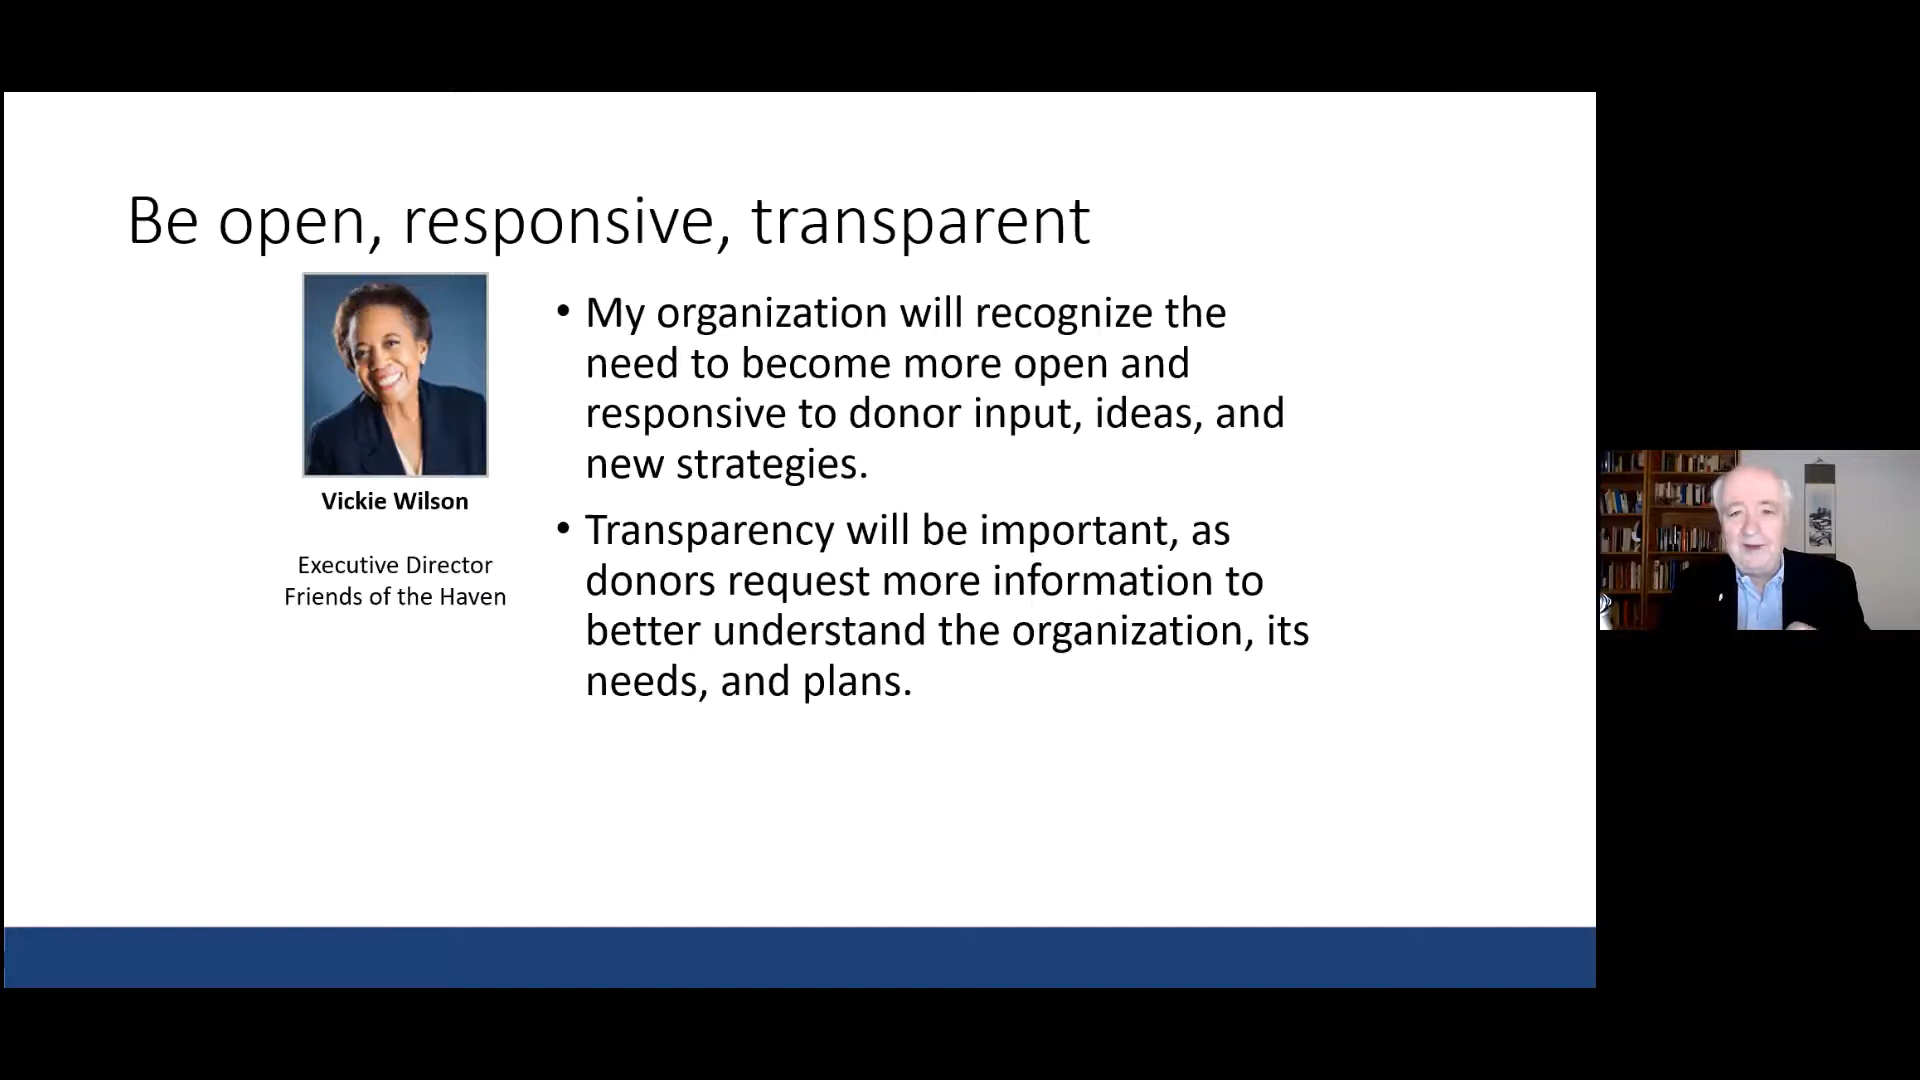 Be open, responsive, transparent
Vickie Wilson
Executive Director
Friends of the Haven
• My organization will recognize the
need to become more open and
responsive to donor input, ideas, and
new strategies.
• Transparency will be important, as
donors request more information to
better understand the organization, its
needs, and plans.